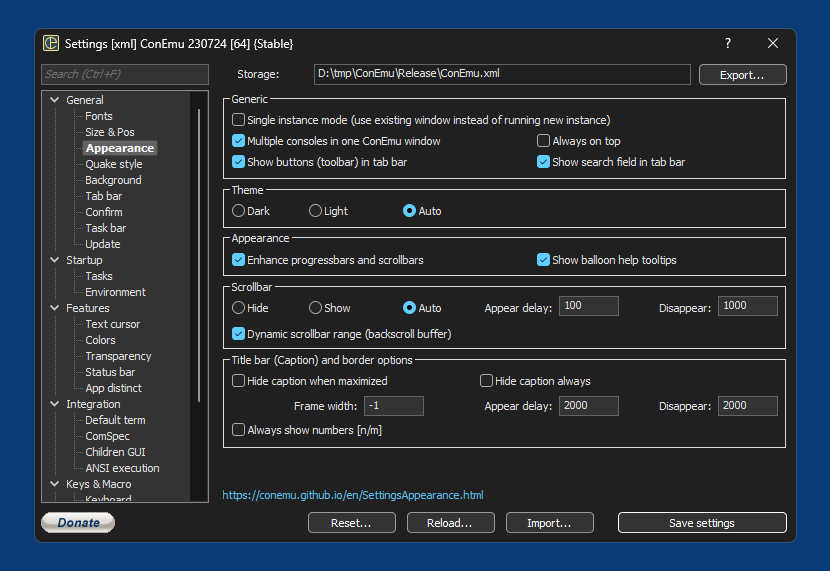 Settings [xml] ConEmu 230724 [64] {Stable}
?
Search (Ctrl+F)
Storage: D:\tmp\ConEmu\Release\ConEmu.xml Export...
General
Fonts
Size & Pos
Appearance
Quake style
Background
Tab bar
Confirm
Task bar
Update
Startup
Tasks
Environment
Features
Text cursor
Colors
Transparency
Status bar
App distinct
Integration
Default term
ComSpec
Children GUI
ANSI execution
Keys & Macro
Keyboard
Generic
Single instance mode (use existing window instead of running new instance)
Multiple consoles in one ConEmu window Always on top
Show buttons (toolbar) in tab bar Show search field in tab bar
Theme
Dark Light Auto
Appearance
Enhance progressbars and scrollbars Show balloon help tooltips
Scrollbar
Hide Show Auto Appear delay: 100 Disappear: 1000
Dynamic scrollbar range (backscroll buffer)
Title bar (Caption) and border options
Hide caption when maximized Hide caption always
Frame width: -1 Appear delay: 2000 Disappear: 2000
Always show numbers [n/m]
https://conemu.github.io/en/SettingsAppearance.html
Donate Reset... Reload... Import... Save settings